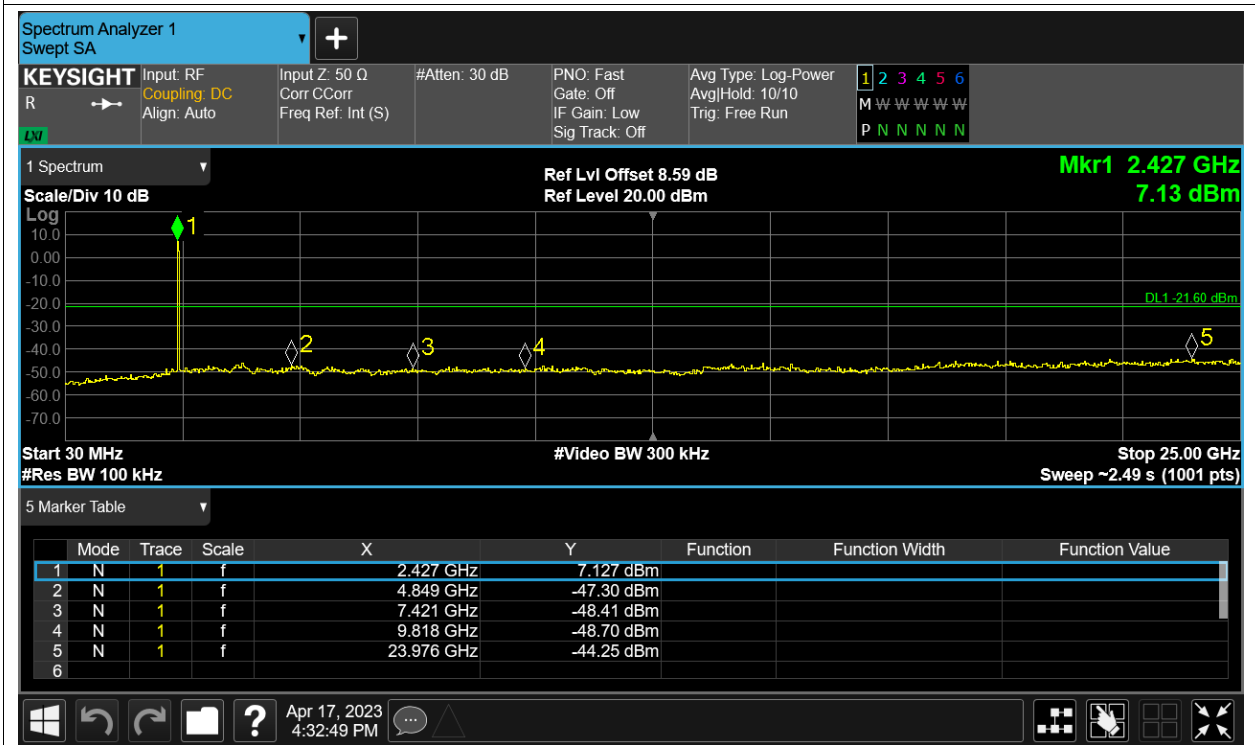 Spectrum Analyzer 1
Swept SA
KEYSIGHT Input: RF Input Z: 50 Ω #Atten: 30 dB PNO: Fast Avg Type: Log-Power 1 2 3 4 5 6
R Coupling: DC Corr CCorr Gate: Off Avg|Hold: 10/10 M W W W W W
Align: Auto Freq Ref: Int (S) IF Gain: Low Trig: Free Run
LXI Sig Track: Off P N N N N N
1 Spectrum Ref Lvl Offset 8.59 dB Mkr1 2.427 GHz
Scale/Div 10 dB Ref Level 20.00 dBm 7.13 dBm
Log
1
10.0
0.00
-10.0
-20.0 DL1 -21.60 dBm
-30.0
-40.0 2 3 4 5
-50.0
-60.0
-70.0
Start 30 MHz #Video BW 300 kHz Stop 25.00 GHz
#Res BW 100 kHz Sweep ~2.49 s (1001 pts)
5 Marker Table
Mode Trace Scale X Y Function Function Width Function Value
1 N 1 f 2.427 GHz 7.127 dBm
2 N 1 f 4.849 GHz -47.30 dBm
3 N 1 f 7.421 GHz -48.41 dBm
4 N 1 f 9.818 GHz -48.70 dBm
5 N 1 f 23.976 GHz -44.25 dBm
6
? Apr 17, 2023
4:32:49 PM